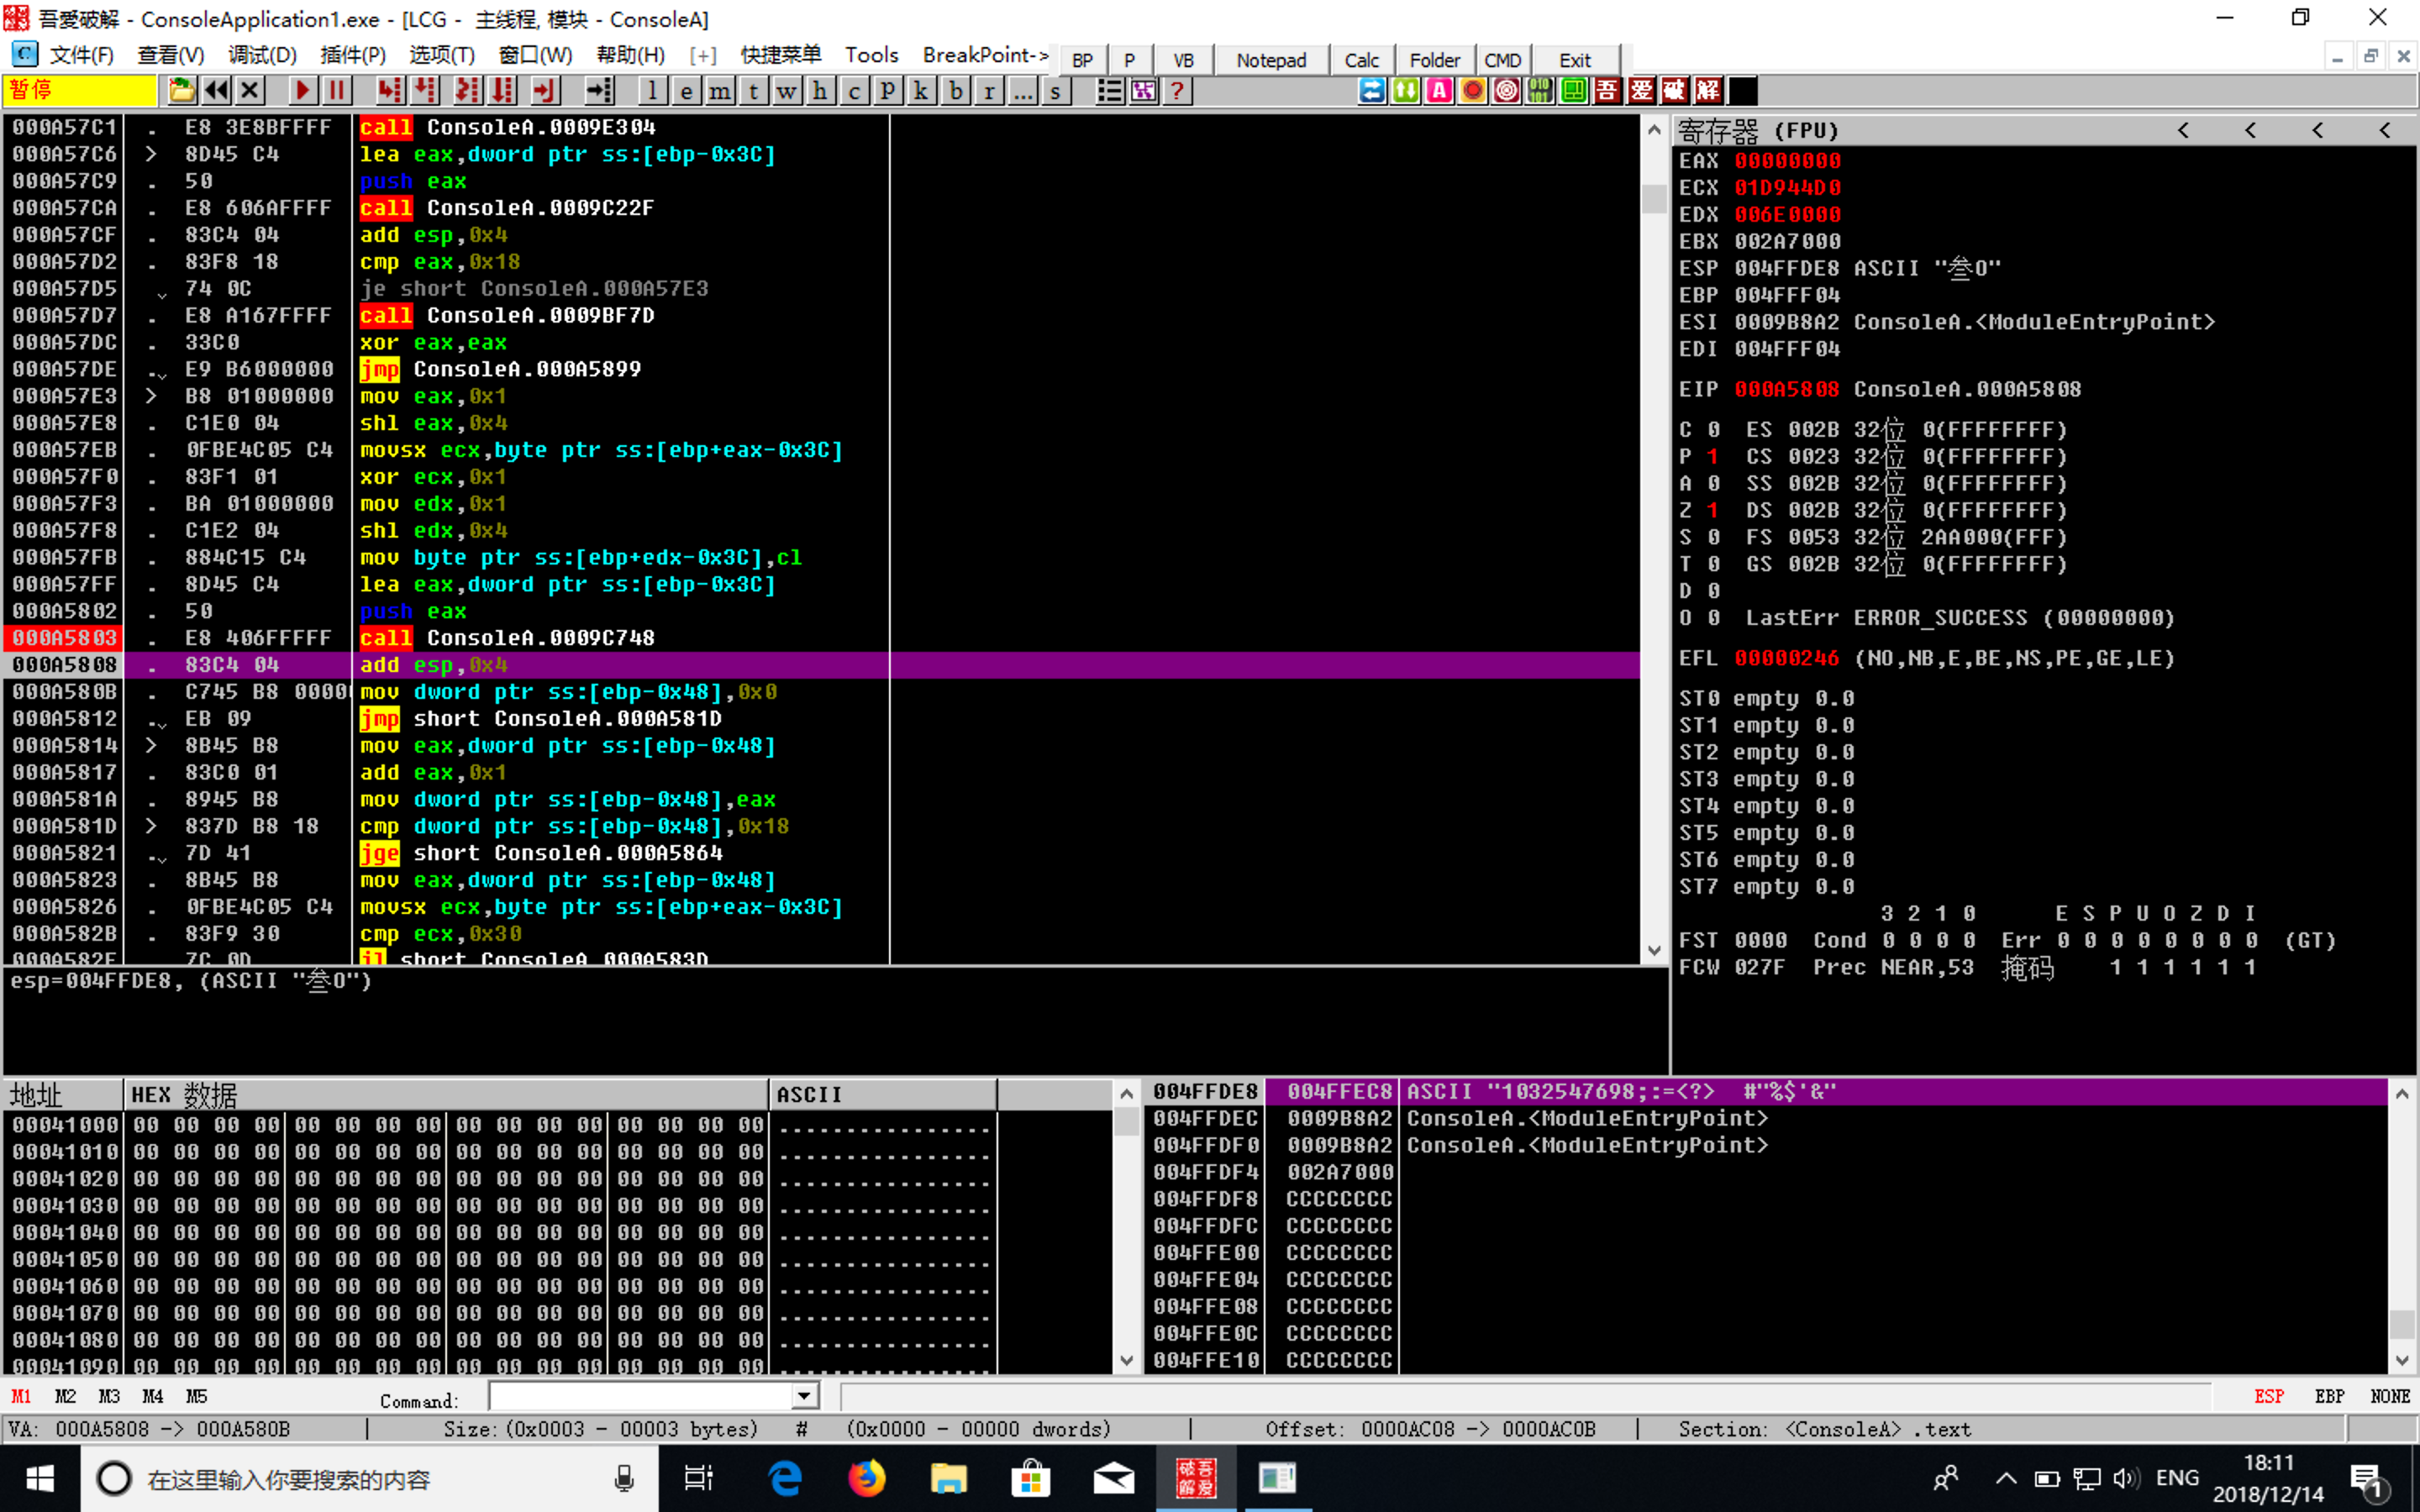 吾愛破解 - ConsoleApplication1.exe - [LCG - 主线程, 模块 - ConsoleA]
文件(F) 查看(V) 调试(D) 插件(P) 选项(T) 窗口(W) 帮助(H) [+] 快捷菜单 Tools BreakPoint-> BP P VB Notepad Calc Folder CMD Exit
暂停 l e m t w h c P k b r ... s ? 吾 爱 破 解
000A57C1 . E8 3E8BFFFF call ConsoleA.0009E304
000A57C6 > 8D45 C4 lea eax,dword ptr ss:[ebp-0x3C]
000A57C9 . 50 push eax
000A57CA . E8 606AFFFF call ConsoleA.0009C22F
000A57CF . 83C4 04 add esp,0x4
000A57D2 . 83F8 18 cmp eax,0x18
000A57D5 74 0C je short ConsoleA.000A57E3
000A57D7 . E8 A167FFFF call ConsoleA.0009BF7D
000A57DC . 33C0 xor eax,eax
000A57DE . E9 B6000000 jmp ConsoleA.000A5899
000A57E3 > B8 01000000 mov eax,0x1
000A57E8 . C1E0 04 shl eax,0x4
000A57EB . 0FBE4C05 C4 movsx ecx,byte ptr ss:[ebp+eax-0x3C]
000A57F0 . 83F1 01 xor ecx,0x1
000A57F3 . BA 01000000 mov edx,0x1
000A57F8 . C1E2 04 shl edx,0x4
000A57FB . 884C15 C4 mov byte ptr ss:[ebp+edx-0x3C],cl
000A57FF . 8D45 C4 lea eax,dword ptr ss:[ebp-0x3C]
000A5802 . 50 push eax
000A5803 . E8 406FFFFF call ConsoleA.0009C748
000A5808 . 83C4 04 add esp,0x4
000A580B . C745 B8 0000 mov dword ptr ss:[ebp-0x48],0x0
000A5812 . EB 09 jmp short ConsoleA.000A581D
000A5814 > 8B45 B8 mov eax,dword ptr ss:[ebp-0x48]
000A5817 . 83C0 01 add eax,0x1
000A581A . 8945 B8 mov dword ptr ss:[ebp-0x48],eax
000A581D > 837D B8 18 cmp dword ptr ss:[ebp-0x48],0x18
000A5821 . 7D 41 jge short ConsoleA.000A5864
000A5823 . 8B45 B8 mov eax,dword ptr ss:[ebp-0x48]
000A5826 . 0FBE4C05 C4 movsx ecx,byte ptr ss:[ebp+eax-0x3C]
000A582B . 83F9 30 cmp ecx,0x30
000A582E 7C 0D jl short ConsoleA.000A583D
esp=004FFDE8, (ASCII "叁O")
寄存器 (FPU) < < < <
EAX 00000000
ECX 01D944D0
EDX 006E0000
EBX 002A7000
ESP 004FFDE8 ASCII "叁O"
EBP 004FFF04
ESI 0009B8A2 ConsoleA.<ModuleEntryPoint>
EDI 004FFF04
EIP 000A5808 ConsoleA.000A5808
C 0 ES 002B 32位 0(FFFFFFFF)
P 1 CS 0023 32位 0(FFFFFFFF)
A 0 SS 002B 32位 0(FFFFFFFF)
Z 1 DS 002B 32位 0(FFFFFFFF)
S 0 FS 0053 32位 2AA000(FFF)
T 0 GS 002B 32位 0(FFFFFFFF)
D 0
O 0 LastErr ERROR_SUCCESS (00000000)
EFL 00000246 (NO,NB,E,BE,NS,PE,GE,LE)
ST0 empty 0.0
ST1 empty 0.0
ST2 empty 0.0
ST3 empty 0.0
ST4 empty 0.0
ST5 empty 0.0
ST6 empty 0.0
ST7 empty 0.0
3 2 1 0 E S P U O Z D I
FST 0000 Cond 0 0 0 0 Err 0 0 0 0 0 0 0 0 (GT)
FCW 027F Prec NEAR,53 掩码 1 1 1 1 1 1
地址 HEX 数据 ASCII
00041000 00 00 00 00 00 00 00 00 00 00 00 00 00 00 00 00 ................
00041010 00 00 00 00 00 00 00 00 00 00 00 00 00 00 00 00 ................
00041020 00 00 00 00 00 00 00 00 00 00 00 00 00 00 00 00 ................
00041030 00 00 00 00 00 00 00 00 00 00 00 00 00 00 00 00 ................
00041040 00 00 00 00 00 00 00 00 00 00 00 00 00 00 00 00 ................
00041050 00 00 00 00 00 00 00 00 00 00 00 00 00 00 00 00 ................
00041060 00 00 00 00 00 00 00 00 00 00 00 00 00 00 00 00 ................
00041070 00 00 00 00 00 00 00 00 00 00 00 00 00 00 00 00 ................
00041080 00 00 00 00 00 00 00 00 00 00 00 00 00 00 00 00 ................
00041090 00 00 00 00 00 00 00 00 00 00 00 00 00 00 00 00 ................
004FFDE8 004FFEC8 ASCII "1032547698;:=<?> #"%$'&"
004FFDEC 0009B8A2 ConsoleA.<ModuleEntryPoint>
004FFDF0 0009B8A2 ConsoleA.<ModuleEntryPoint>
004FFDF4 002A7000
004FFDF8 CCCCCCCC
004FFDFC CCCCCCCC
004FFE00 CCCCCCCC
004FFE04 CCCCCCCC
004FFE08 CCCCCCCC
004FFE0C CCCCCCCC
004FFE10 CCCCCCCC
M1 M2 M3 M4 M5 Command: ESP EBP NONE
VA: 000A5808 -> 000A580B | Size:(0x0003 - 00003 bytes) # (0x0000 - 00000 dwords) | Offset: 0000AC08 -> 0000AC0B | Section: <ConsoleA> .text
在这里输入你要搜索的内容 破吾解爱 ENG 18:11
2018/12/14 1